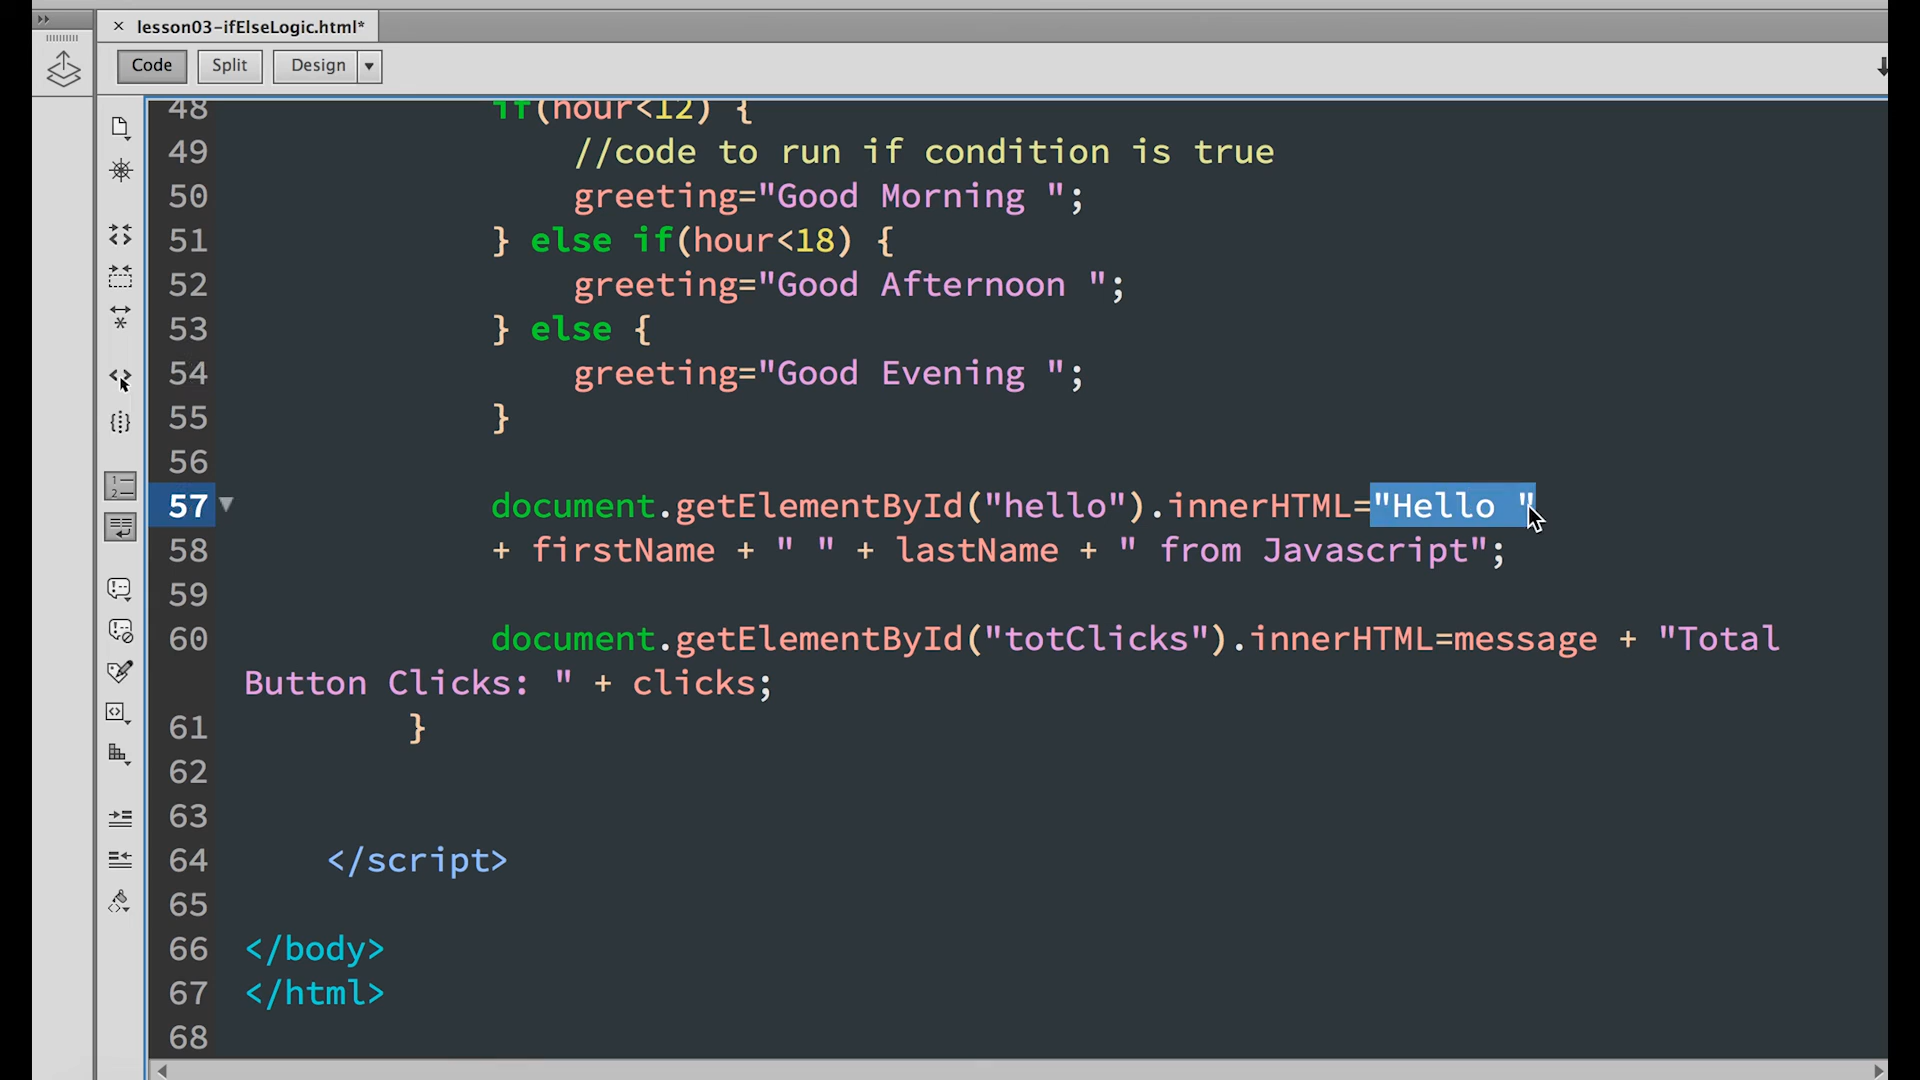 lesson03-ifElseLogic.html*
Code Split Design
48 if(hour<12) {
49 //code to run if condition is true
50 greeting="Good Morning ";
51 } else if(hour<18) {
52 greeting="Good Afternoon ";
53 } else {
54 greeting="Good Evening ";
55 }
56
57 document.getElementById("hello").innerHTML="Hello "
58 + firstName + " " + lastName + " from Javascript";
59
60 document.getElementById("totClicks").innerHTML=message + "Total
Button Clicks: " + clicks;
61 }
62
63
64 </script>
65
66 </body>
67 </html>
68